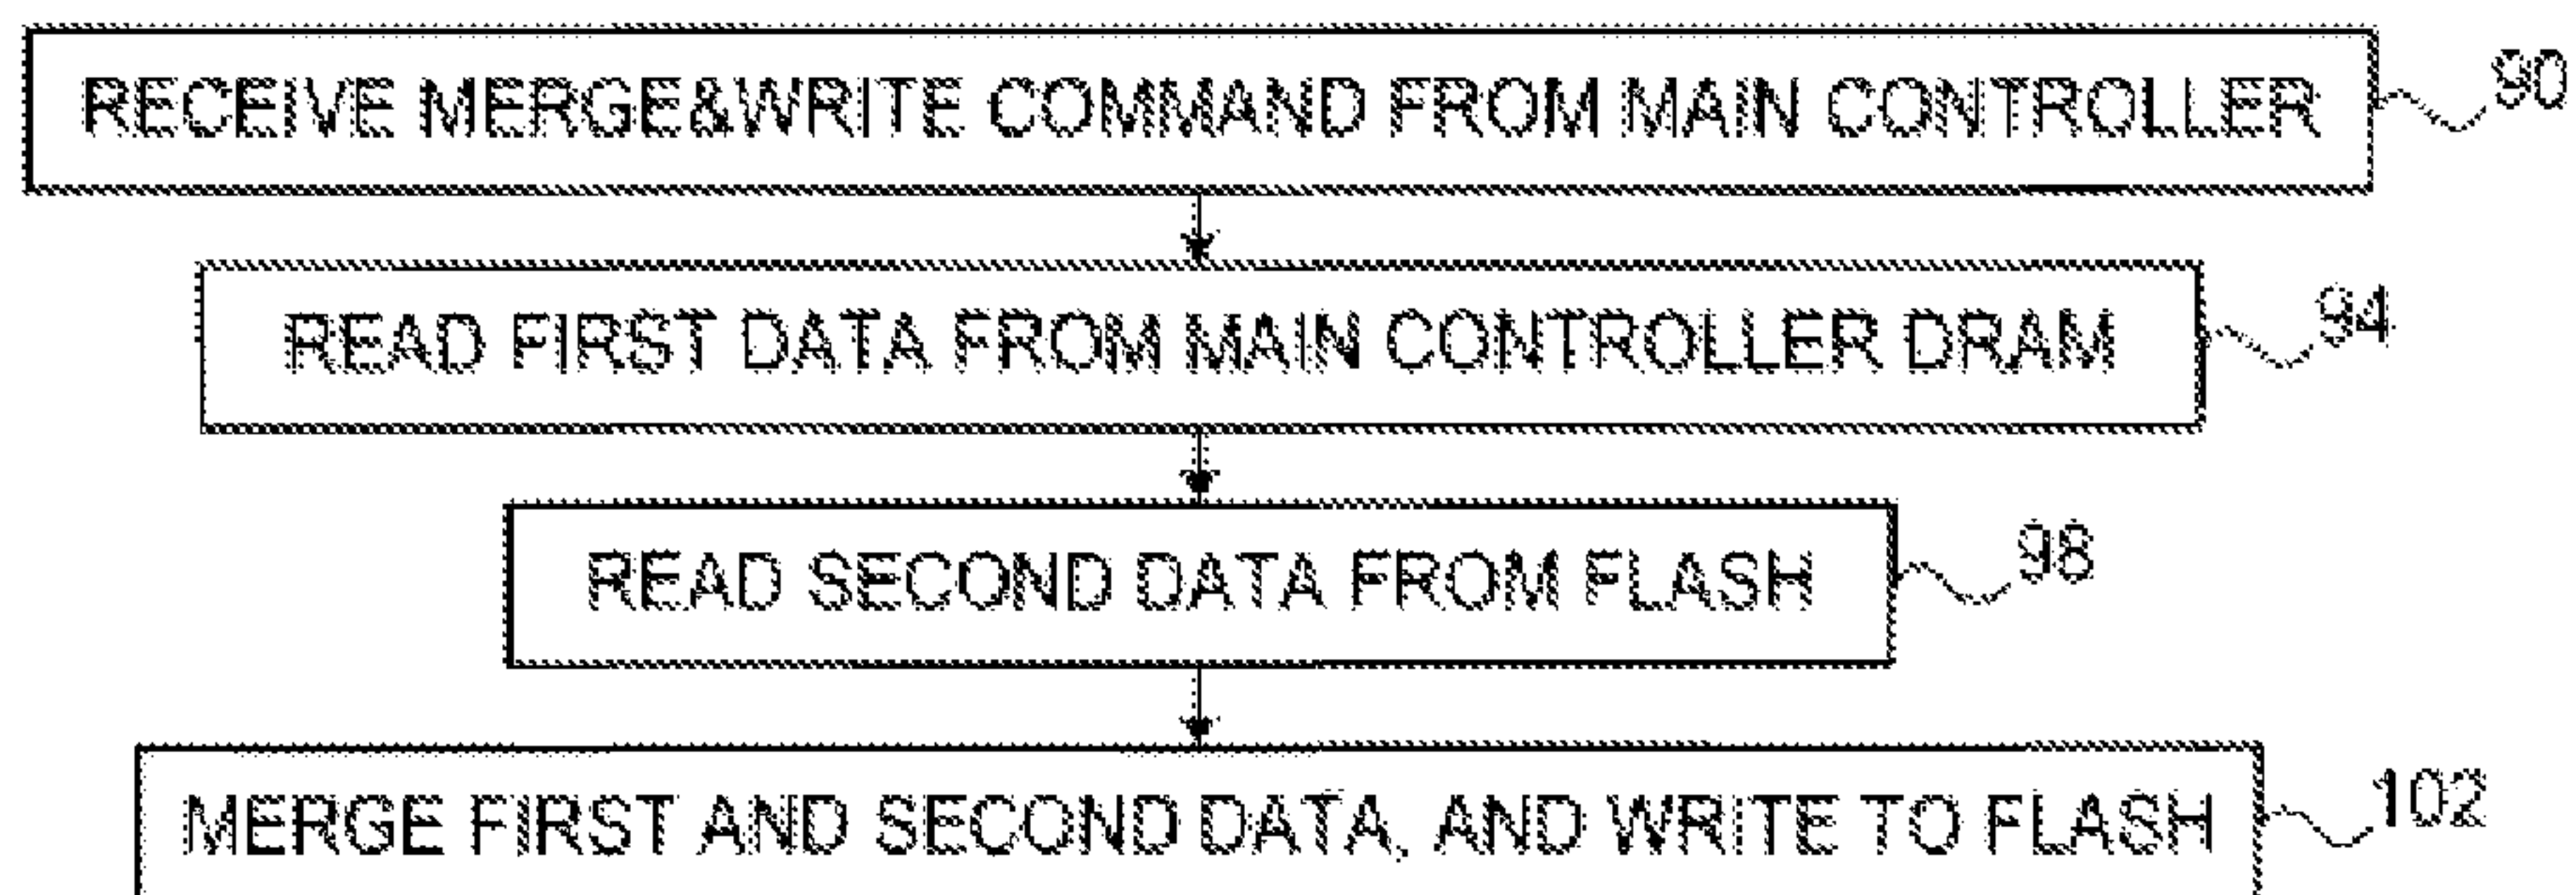 RECEIVE MERGE&WRITE COMMAND FROM MAIN CONTROLLER 90
READ FIRST DATA FROM MAIN CONTROLLER DRAM 94
READ SECOND DATA FROM FLASH 98
MERGE FIRST AND SECOND DATA, AND WRITE TO FLASH 102